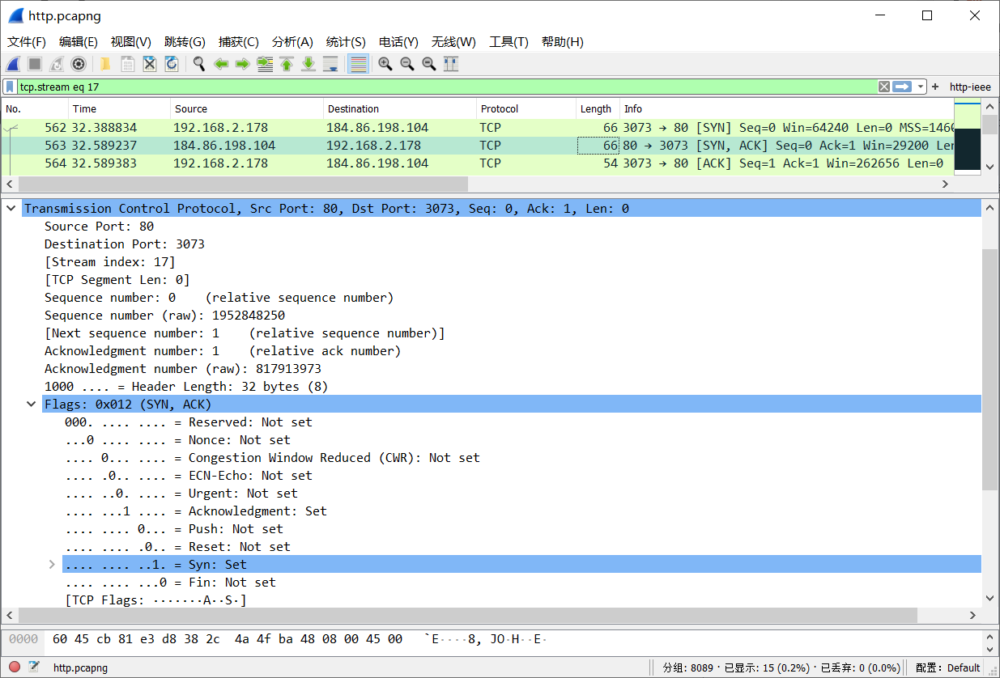 http.pcapng
文件(F) 编辑(E) 视图(V) 跳转(G) 捕获(C) 分析(A) 统计(S) 电话(Y) 无线(W) 工具(T) 帮助(H)
tcp.stream eq 17 + http-ieee
No. Time Source Destination Protocol Length Info
562 32.388834 192.168.2.178 184.86.198.104 TCP 66 3073 → 80 [SYN] Seq=0 Win=64240 Len=0 MSS=1460
563 32.589237 184.86.198.104 192.168.2.178 TCP 66 80 → 3073 [SYN, ACK] Seq=0 Ack=1 Win=29200 Len
564 32.589383 192.168.2.178 184.86.198.104 TCP 54 3073 → 80 [ACK] Seq=1 Ack=1 Win=262656 Len=0
Transmission Control Protocol, Src Port: 80, Dst Port: 3073, Seq: 0, Ack: 1, Len: 0
Source Port: 80
Destination Port: 3073
[Stream index: 17]
[TCP Segment Len: 0]
Sequence number: 0    (relative sequence number)
Sequence number (raw): 1952848250
[Next sequence number: 1    (relative sequence number)]
Acknowledgment number: 1    (relative ack number)
Acknowledgment number (raw): 817913973
1000 .... = Header Length: 32 bytes (8)
Flags: 0x012 (SYN, ACK)
000. .... .... = Reserved: Not set
...0 .... .... = Nonce: Not set
.... 0... .... = Congestion Window Reduced (CWR): Not set
.... .0.. .... = ECN-Echo: Not set
.... ..0. .... = Urgent: Not set
.... ...1 .... = Acknowledgment: Set
.... .... 0... = Push: Not set
.... .... .0.. = Reset: Not set
.... .... ..1. = Syn: Set
.... .... ...0 = Fin: Not set
[TCP Flags: ·······A··S·]
0000 60 45 cb 81 e3 d8 38 2c 4a 4f ba 48 08 00 45 00 `E····8, JO·H··E·
http.pcapng 分组: 8089 · 已显示: 15 (0.2%) · 已丢弃: 0 (0.0%) 配置: Default